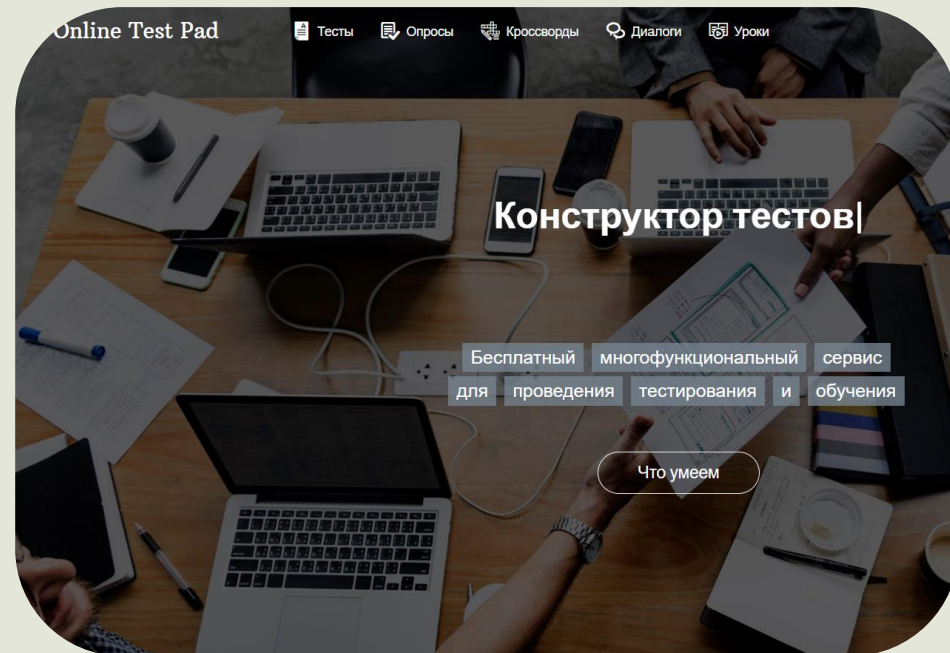 Online Test Pad
Тесты Опросы Кроссворды Диалоги Уроки
Конструктор тестов|
Бесплатный многофункциональный сервис
для проведения тестирования и обучения
Что умеем